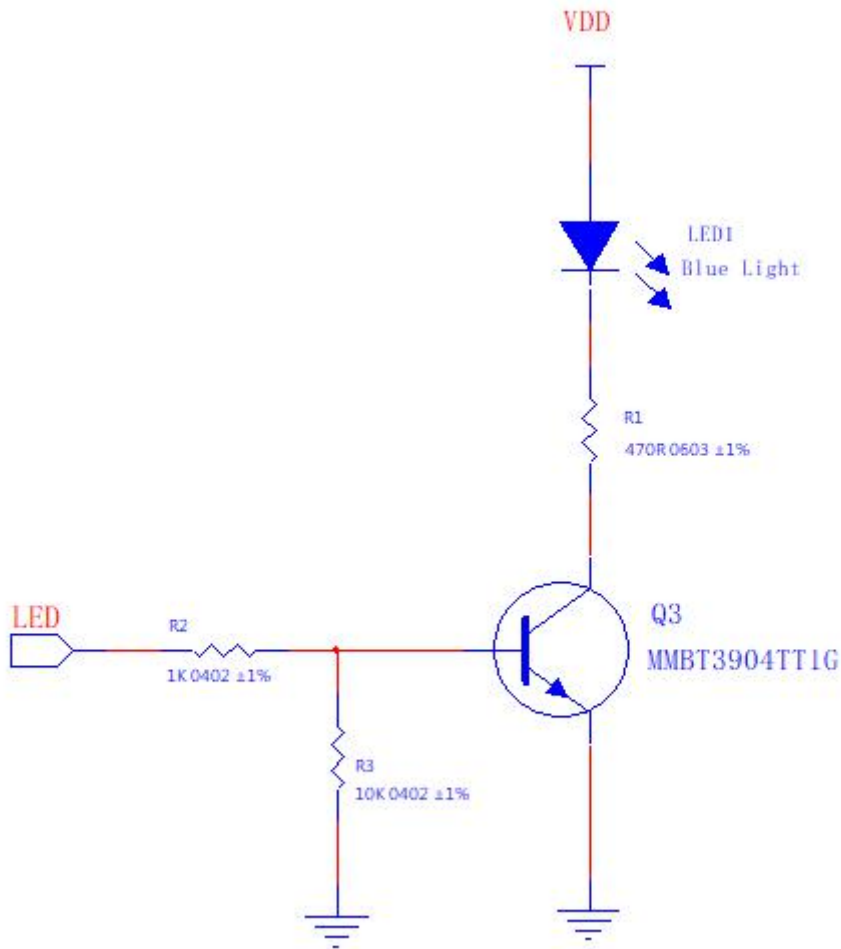 VDD
LED1
Blue Light
R1
470R 0603 ±1%
LED
R2
1K 0402 ±1%
Q3
MMBT3904TT1G
R3
10K 0402 ±1%